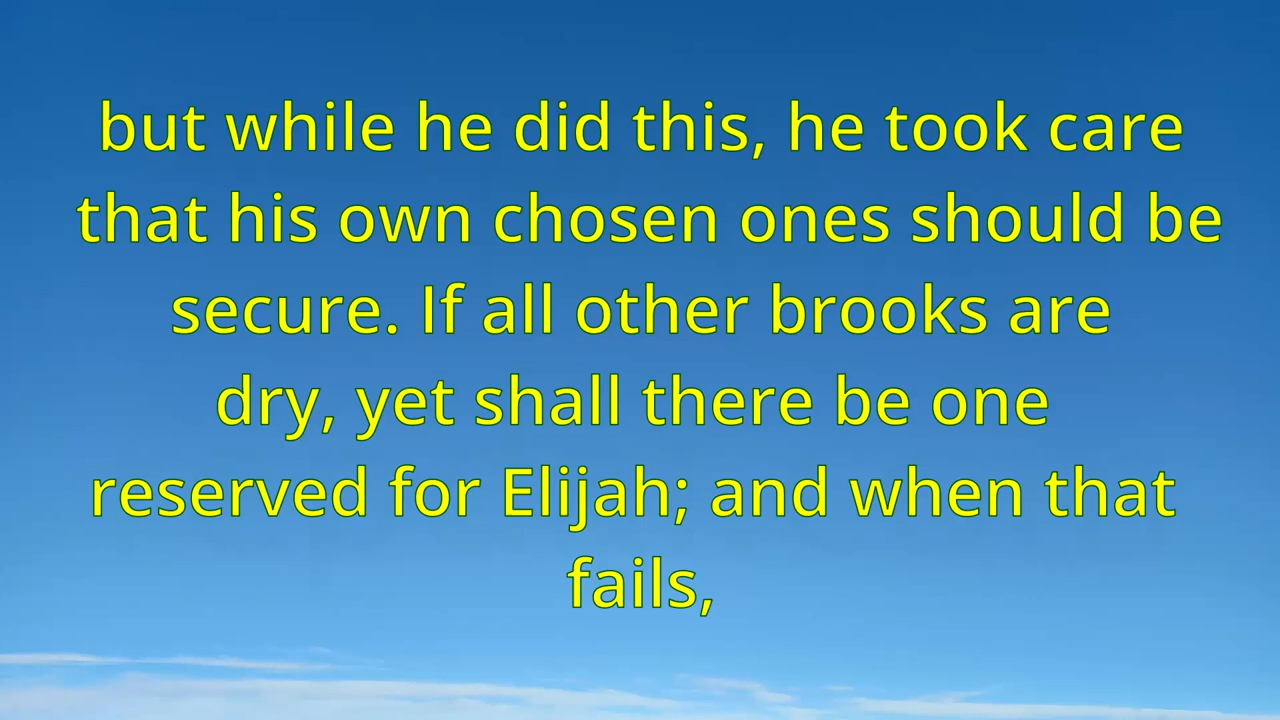 but while he did this, he took care
that his own chosen ones should be
secure. If all other brooks are
dry, yet shall there be one
reserved for Elijah; and when that
fails,